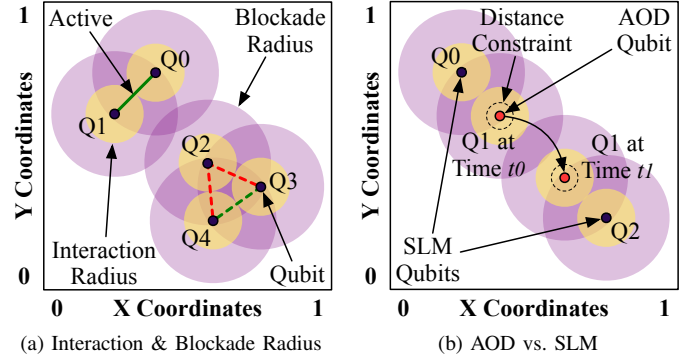 1
Y Coordinates
0
Active
Blockade
Radius
Q0
Q1
Q2
Q3
Q4
Interaction
Radius
Qubit
0
X Coordinates
1
(a) Interaction & Blockade Radius
1
Y Coordinates
0
Q0
Distance
Constraint
AOD
Qubit
Q1 at
Time t0
Q1 at
Time t1
Q2
SLM
Qubits
0
X Coordinates
1
(b) AOD vs. SLM